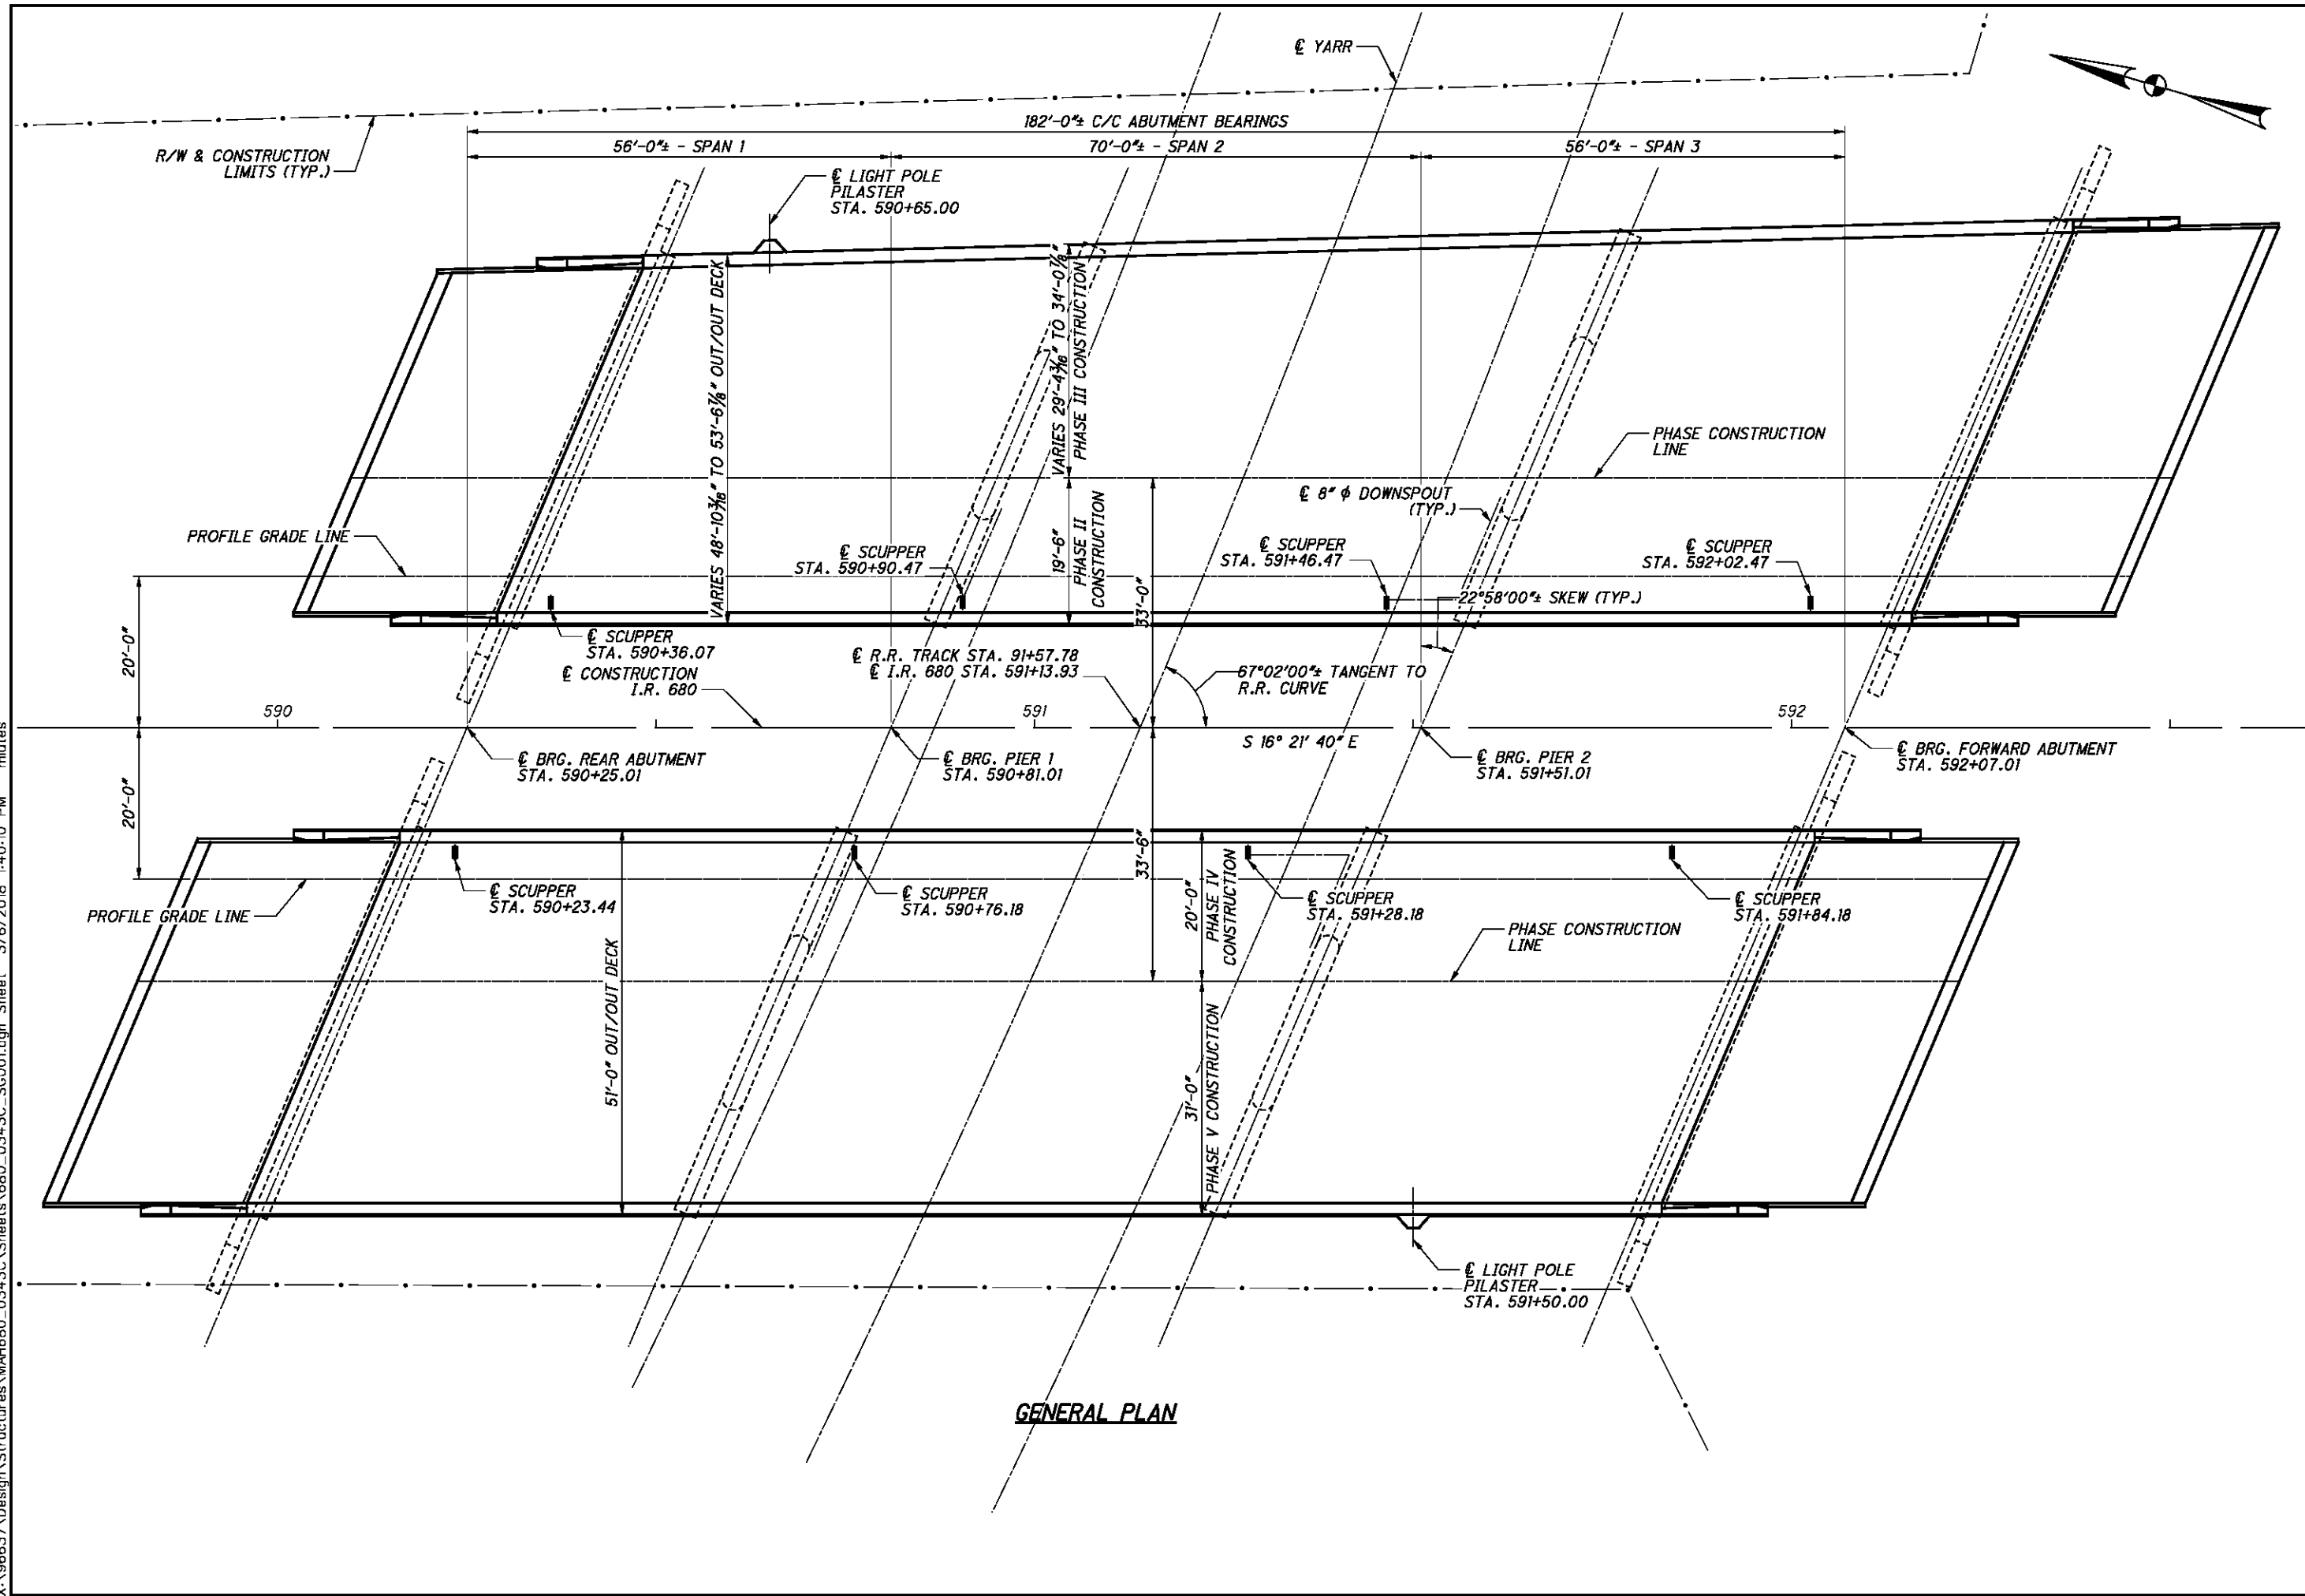 ℄ YARR
182'-0"± C/C ABUTMENT BEARINGS
R/W & CONSTRUCTION
LIMITS (TYP.)
56'-0"± - SPAN 1
70'-0"± - SPAN 2
56'-0"± - SPAN 3
℄ LIGHT POLE
PILASTER
STA. 590+65.00
VARIES 48'-10 3/16" TO 53'-6 7/8" OUT/OUT DECK
VARIES 29'-4 3/16" TO 34'-0 7/8"
PHASE III CONSTRUCTION
PHASE CONSTRUCTION
LINE
℄ 8" ϕ DOWNSPOUT
(TYP.)
19'-6"
PHASE II
CONSTRUCTION
PROFILE GRADE LINE
℄ SCUPPER
STA. 590+90.47
℄ SCUPPER
STA. 591+46.47
℄ SCUPPER
STA. 592+02.47
33'-0"
22°58'00"± SKEW (TYP.)
20'-0"
℄ SCUPPER
STA. 590+36.07
℄ CONSTRUCTION
I.R. 680
℄ R.R. TRACK STA. 91+57.78
℄ I.R. 680 STA. 591+13.93
67°02'00"± TANGENT TO
R.R. CURVE
590
591
592
S 16° 21' 40" E
℄ BRG. REAR ABUTMENT
STA. 590+25.01
℄ BRG. PIER 1
STA. 590+81.01
℄ BRG. PIER 2
STA. 591+51.01
℄ BRG. FORWARD ABUTMENT
STA. 592+07.01
20'-0"
33'-6"
PROFILE GRADE LINE
℄ SCUPPER
STA. 590+23.44
℄ SCUPPER
STA. 590+76.18
℄ SCUPPER
STA. 591+28.18
℄ SCUPPER
STA. 591+84.18
20'-0"
PHASE IV
CONSTRUCTION
PHASE CONSTRUCTION
LINE
51'-0" OUT/OUT DECK
31'-0"
PHASE V CONSTRUCTION
℄ LIGHT POLE
PILASTER
STA. 591+50.00
GENERAL PLAN